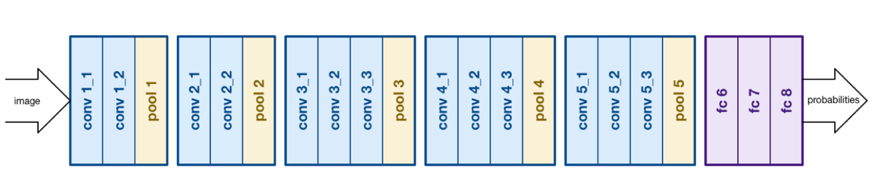 image
conv 1_1
conv 1_2
pool 1
conv 2_1
conv 2_2
pool 2
conv 3_1
conv 3_2
conv 3_3
pool 3
conv 4_1
conv 4_2
conv 4_3
pool 4
conv 5_1
conv 5_2
conv 5_3
pool 5
fc 6
fc 7
fc 8
probabilities